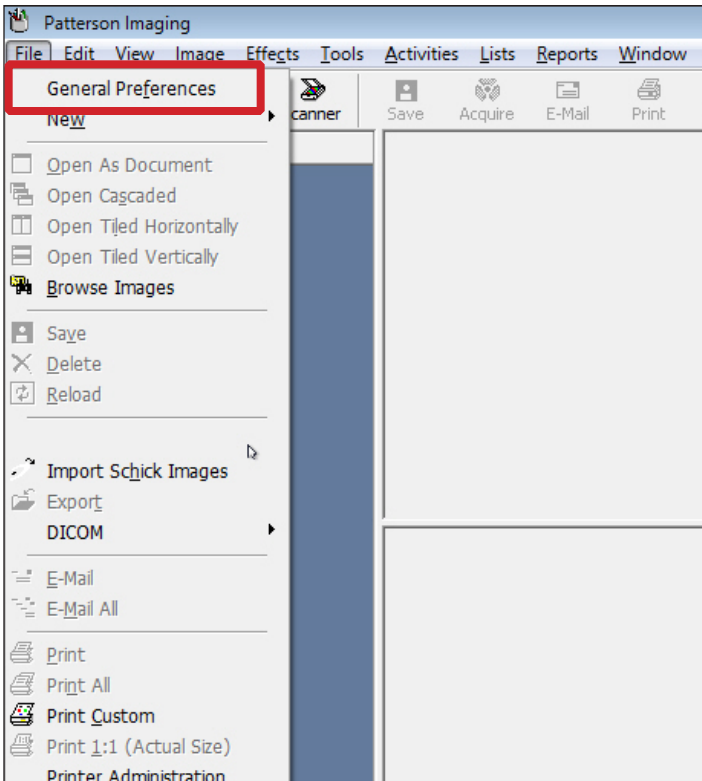 Patterson Imaging
File Edit View Image Effects Tools Activities Lists Reports Window
General Preferences
New
canner
Save Acquire E-Mail Print
Open As Document
Open Cascaded
Open Tiled Horizontally
Open Tiled Vertically
Browse Images
Save
Delete
Reload
Import Schick Images
Export
DICOM
E-Mail
E-Mail All
Print
Print All
Print Custom
Print 1:1 (Actual Size)
Printer Administration